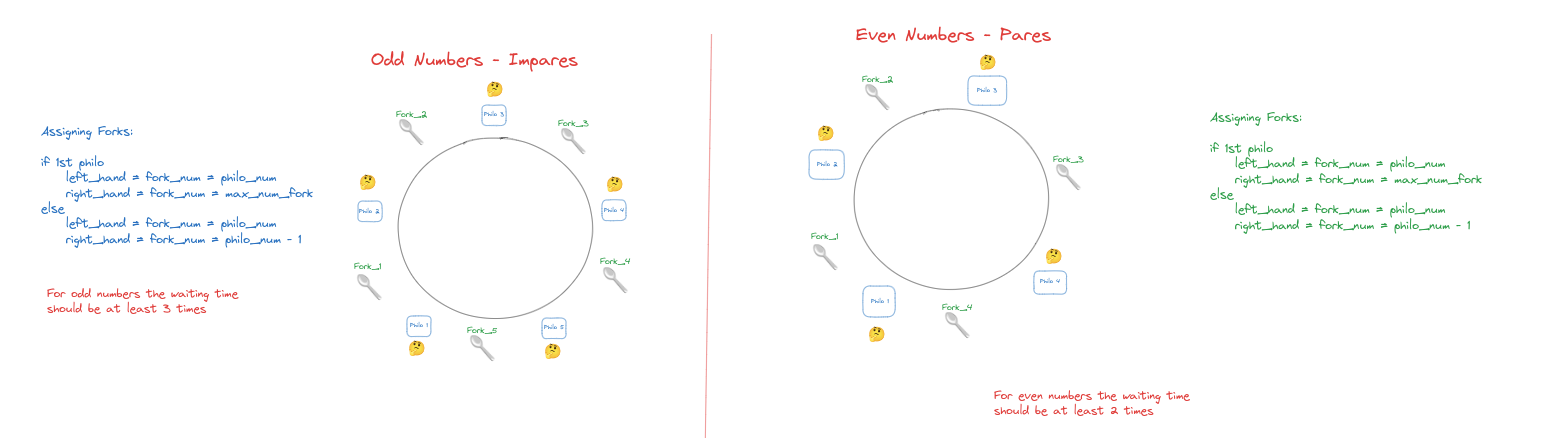 Odd Numbers - Impares
Fork_2
Philo 3
Fork_3
Assigning Forks:
if 1st philo
left_hand = fork_num = philo_num
right_hand = fork_num = max_num_fork
else
left_hand = fork_num = philo_num
right_hand = fork_num = philo_num - 1
Philo 2
Philo 4
Fork_1
Fork_4
For odd numbers the waiting time
should be at least 3 times
Philo 1
Fork_5
Philo 5
Even Numbers - Pares
Fork_2
Philo 3
Philo 2
Fork_3
Fork_1
Philo 4
Philo 1
Fork_4
Assigning Forks:
if 1st philo
left_hand = fork_num = philo_num
right_hand = fork_num = max_num_fork
else
left_hand = fork_num = philo_num
right_hand = fork_num = philo_num - 1
For even numbers the waiting time
should be at least 2 times